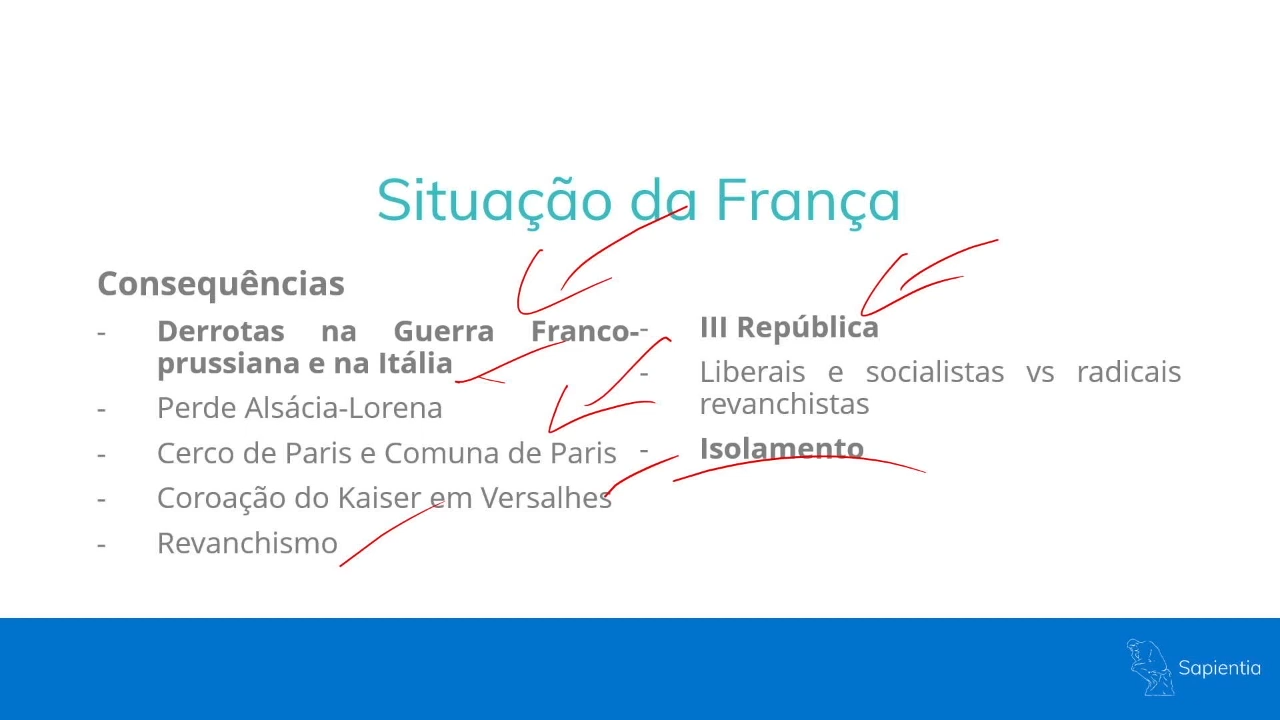 Situação da França
Consequências
- Derrotas na Guerra Franco-
prussiana e na Itália
- Perde Alsácia-Lorena
- Cerco de Paris e Comuna de Paris
- Coroação do Kaiser em Versalhes
- Revanchismo
- III República
- Liberais e socialistas vs radicais
revanchistas
- Isolamento
Sapientia